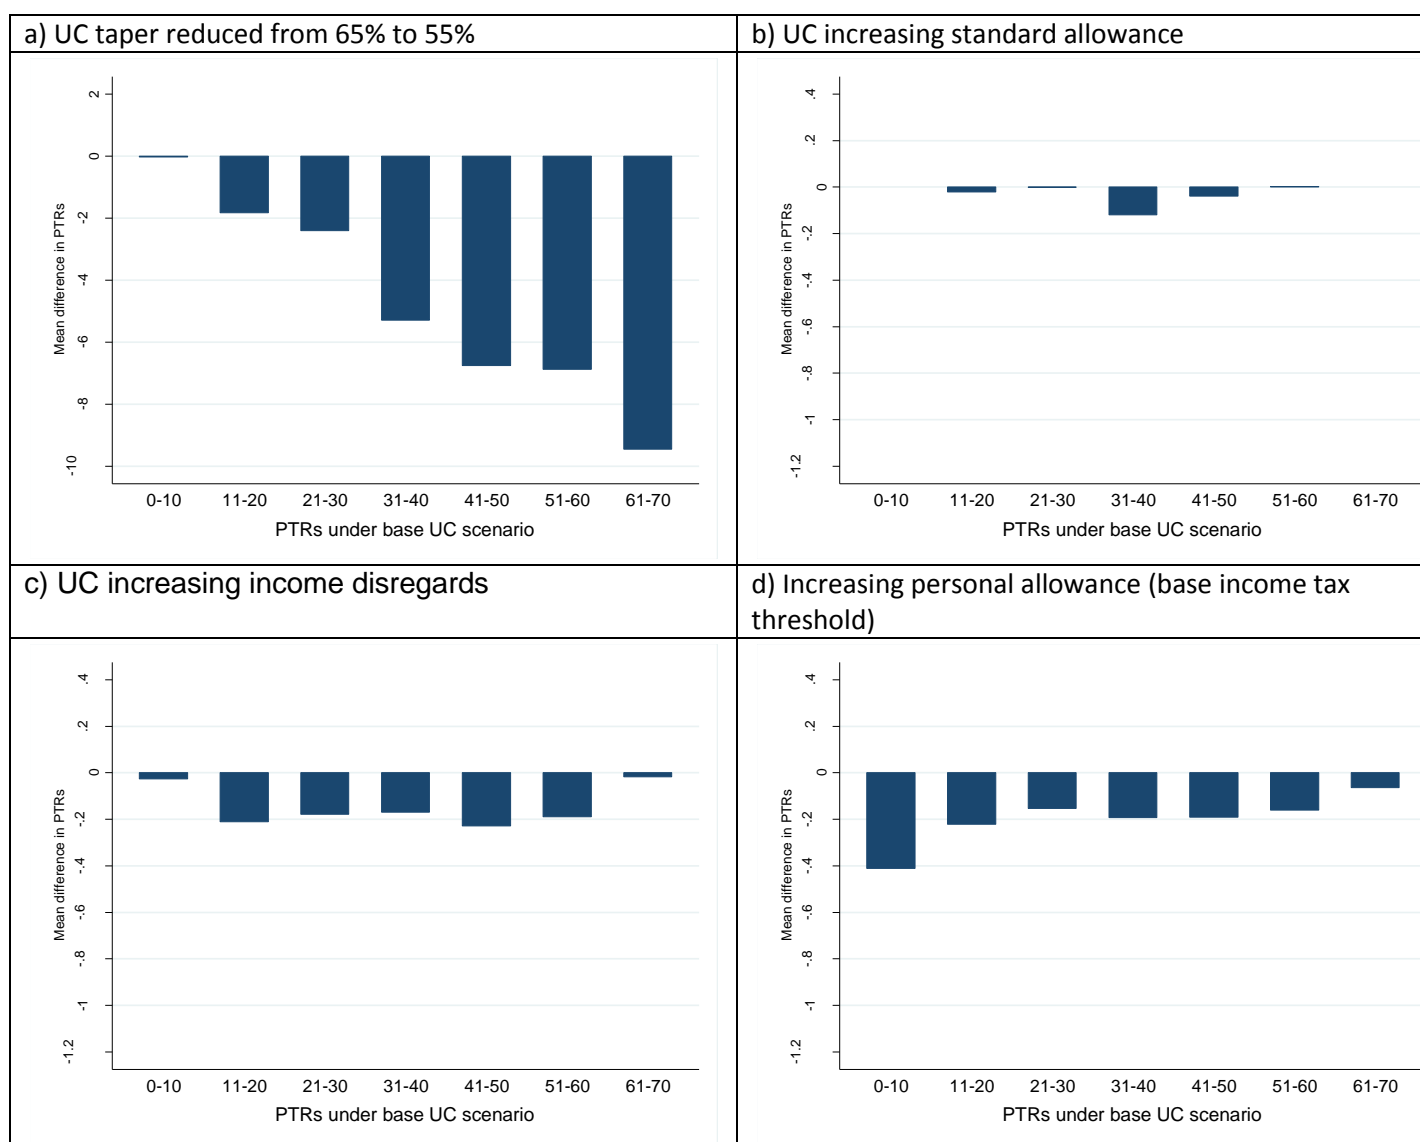 a) UC taper reduced from 65% to 55%
b) UC increasing standard allowance
2
0
-2
-4
-6
-8
-10
Mean difference in PTRs
0-10 11-20 21-30 31-40 41-50 51-60 61-70
PTRs under base UC scenario
.4
.2
0
-.2
-.4
-.6
-.8
-1
-1.2
Mean difference in PTRs
0-10 11-20 21-30 31-40 41-50 51-60 61-70
PTRs under base UC scenario
c) UC increasing income disregards
d) Increasing personal allowance (base income tax
threshold)
.4
.2
0
-.2
-.4
-.6
-.8
-1
-1.2
Mean difference in PTRs
0-10 11-20 21-30 31-40 41-50 51-60 61-70
PTRs under base UC scenario
.4
.2
0
-.2
-.4
-.6
-.8
-1
-1.2
Mean difference in PTRs
0-10 11-20 21-30 31-40 41-50 51-60 61-70
PTRs under base UC scenario